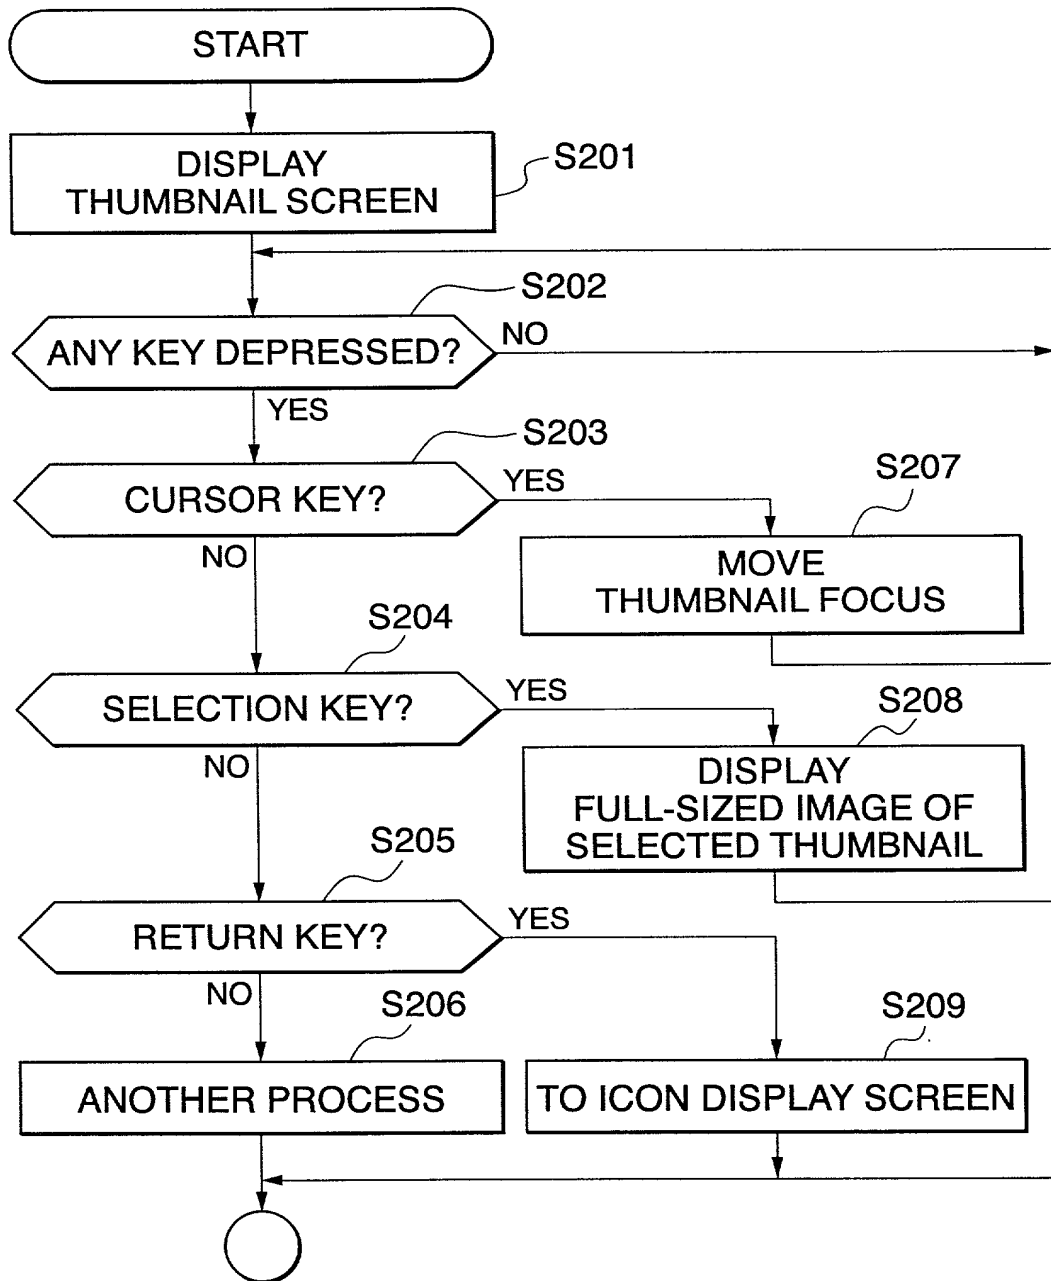 START
DISPLAY
THUMBNAIL SCREEN
S201
S202
ANY KEY DEPRESSED?
NO
YES
S203
CURSOR KEY?
YES
NO
S207
MOVE
THUMBNAIL FOCUS
S204
SELECTION KEY?
YES
NO
S208
DISPLAY
FULL-SIZED IMAGE OF
SELECTED THUMBNAIL
S205
RETURN KEY?
YES
NO
S206
ANOTHER PROCESS
S209
TO ICON DISPLAY SCREEN